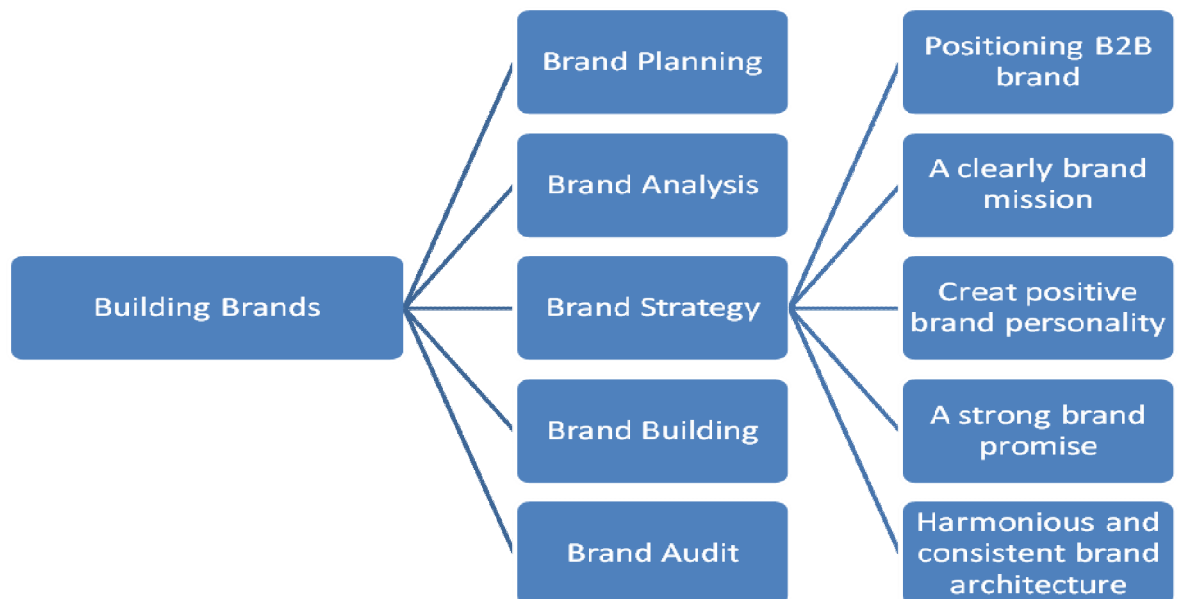 Building Brands
Brand Planning
Brand Analysis
Brand Strategy
Brand Building
Brand Audit
Positioning B2B
brand
A clearly brand
mission
Creat positive
brand personality
A strong brand
promise
Harmonious and
consistent brand
architecture